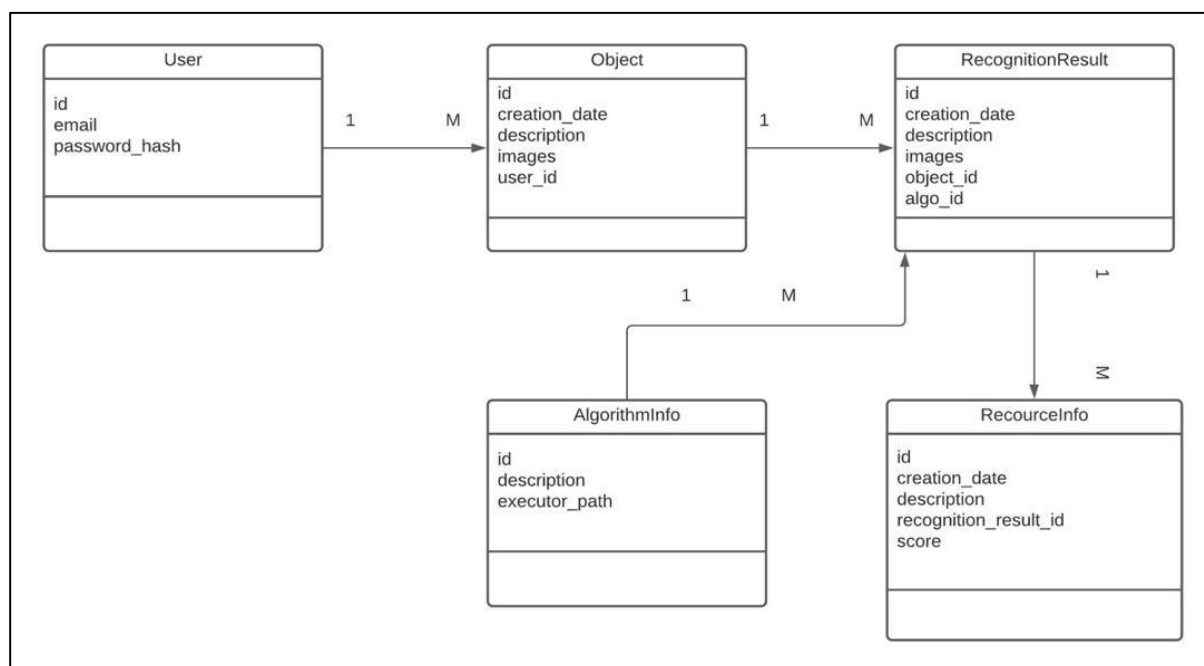 User
id
email
password_hash
1
M
Object
id
creation_date
description
images
user_id
1
M
RecognitionResult
id
creation_date
description
images
object_id
algo_id
1
M
1
M
AlgorithmInfo
id
description
executor_path
RecourceInfo
id
creation_date
description
recognition_result_id
score